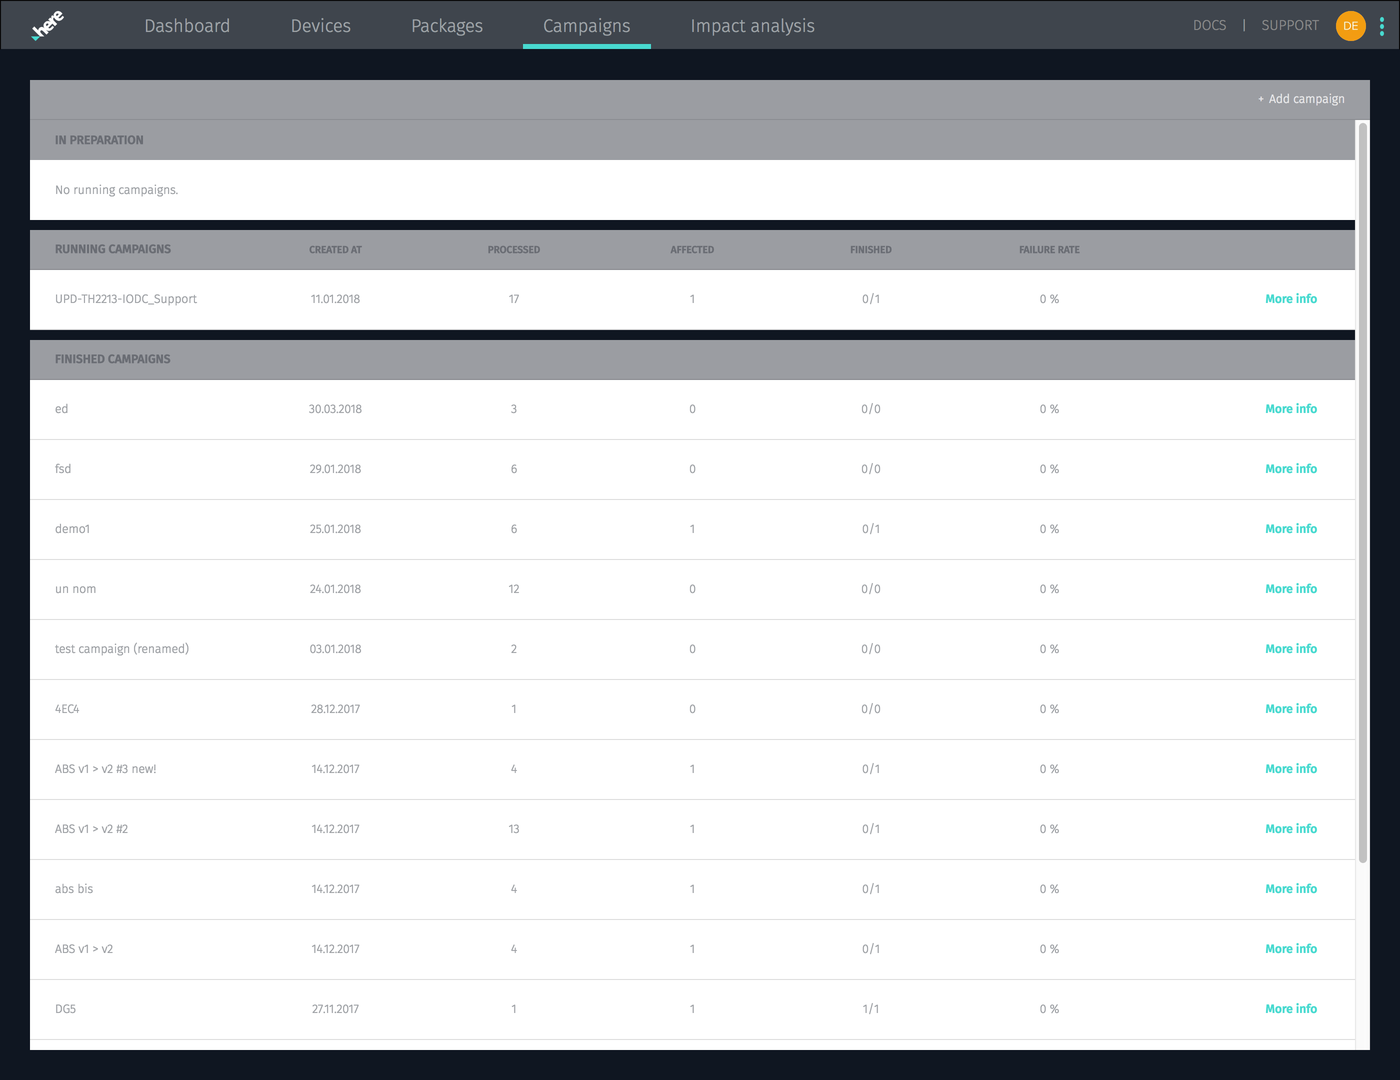 here Dashboard Devices Packages Campaigns Impact analysis DOCS | SUPPORT DE
+ Add campaign
IN PREPARATION
No running campaigns.
RUNNING CAMPAIGNS CREATED AT PROCESSED AFFECTED FINISHED FAILURE RATE
UPD-TH2213-IODC_Support 11.01.2018 17 1 0/1 0 % More info
FINISHED CAMPAIGNS
ed 30.03.2018 3 0 0/0 0 % More info
fsd 29.01.2018 6 0 0/0 0 % More info
demo1 25.01.2018 6 1 0/1 0 % More info
un nom 24.01.2018 12 0 0/0 0 % More info
test campaign (renamed) 03.01.2018 2 0 0/0 0 % More info
4EC4 28.12.2017 1 0 0/0 0 % More info
ABS v1 > v2 #3 new! 14.12.2017 4 1 0/1 0 % More info
ABS v1 > v2 #2 14.12.2017 13 1 0/1 0 % More info
abs bis 14.12.2017 4 1 0/1 0 % More info
ABS v1 > v2 14.12.2017 4 1 0/1 0 % More info
DG5 27.11.2017 1 1 1/1 0 % More info